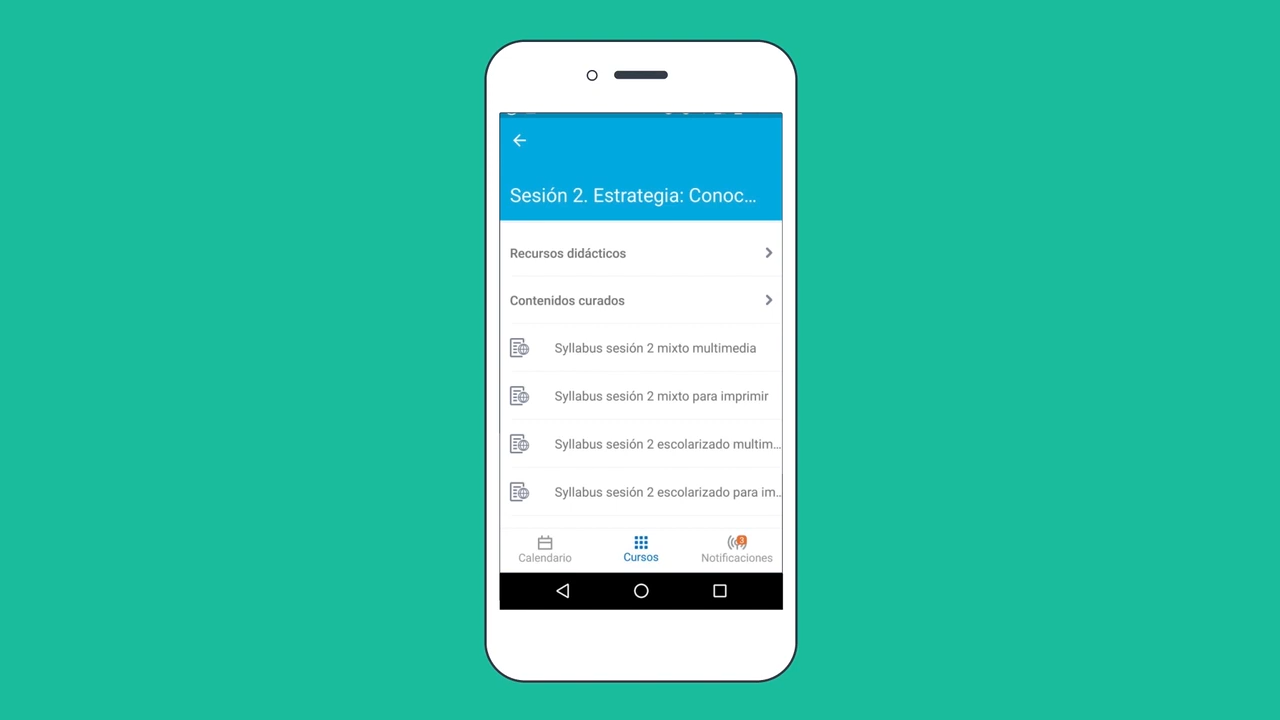 Sesión 2. Estrategia: Conoc...
Recursos didácticos
Contenidos curados
Syllabus sesión 2 mixto multimedia
Syllabus sesión 2 mixto para imprimir
Syllabus sesión 2 escolarizado multim...
Syllabus sesión 2 escolarizado para im...
3
Calendario
Cursos
Notificaciones